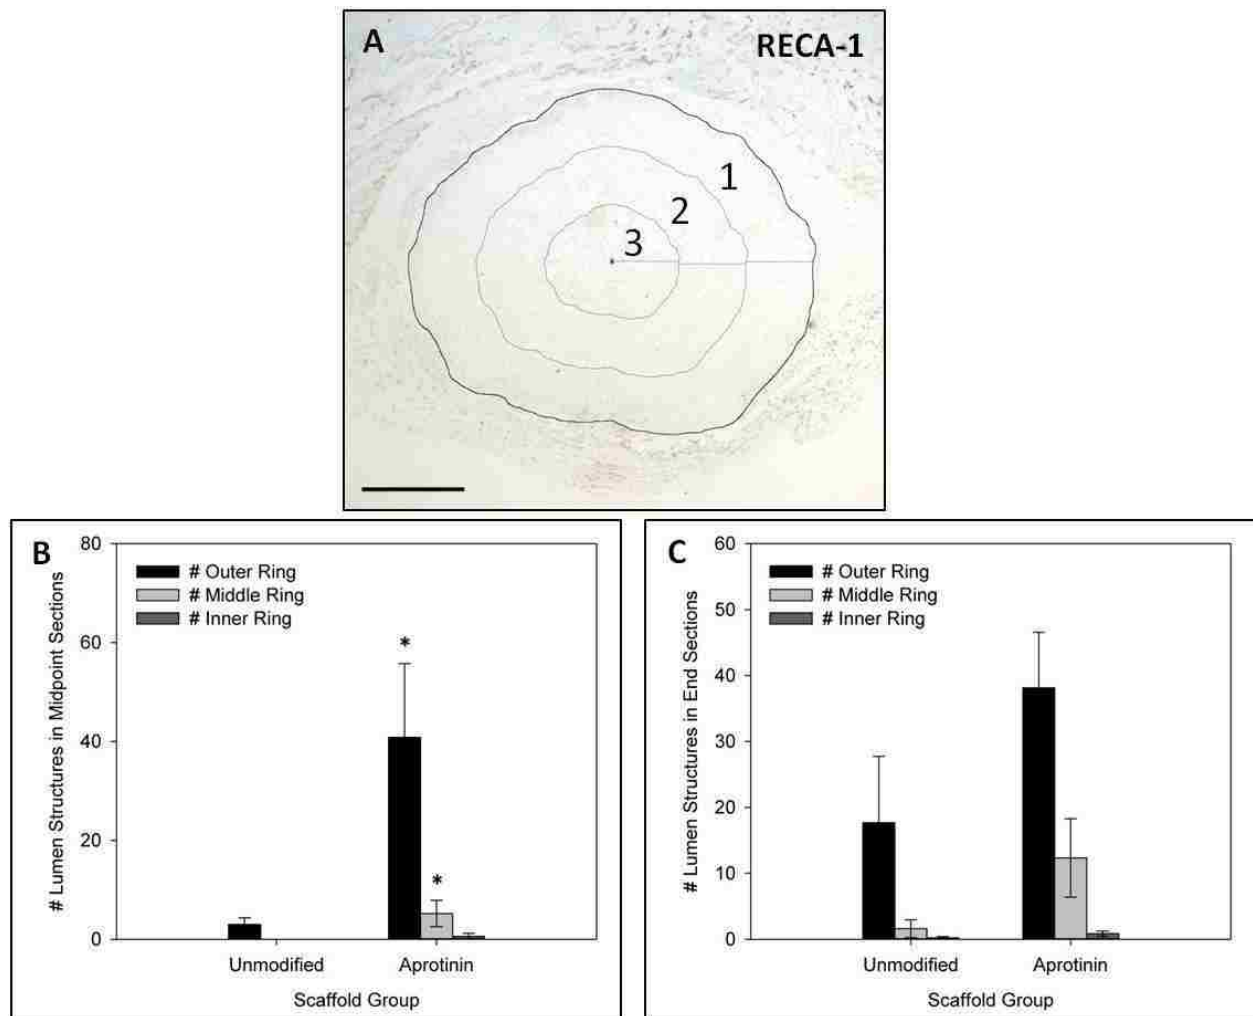 A
RECA-1
1
2
3
B
80
60
40
20
0
# Lumen Structures in Midpoint Sections
# Outer Ring
# Middle Ring
# Inner Ring
*
*
Unmodified
Aprotinin
Scaffold Group
C
60
50
40
30
20
10
0
# Lumen Structures in End Sections
# Outer Ring
# Middle Ring
# Inner Ring
Unmodified
Aprotinin
Scaffold Group